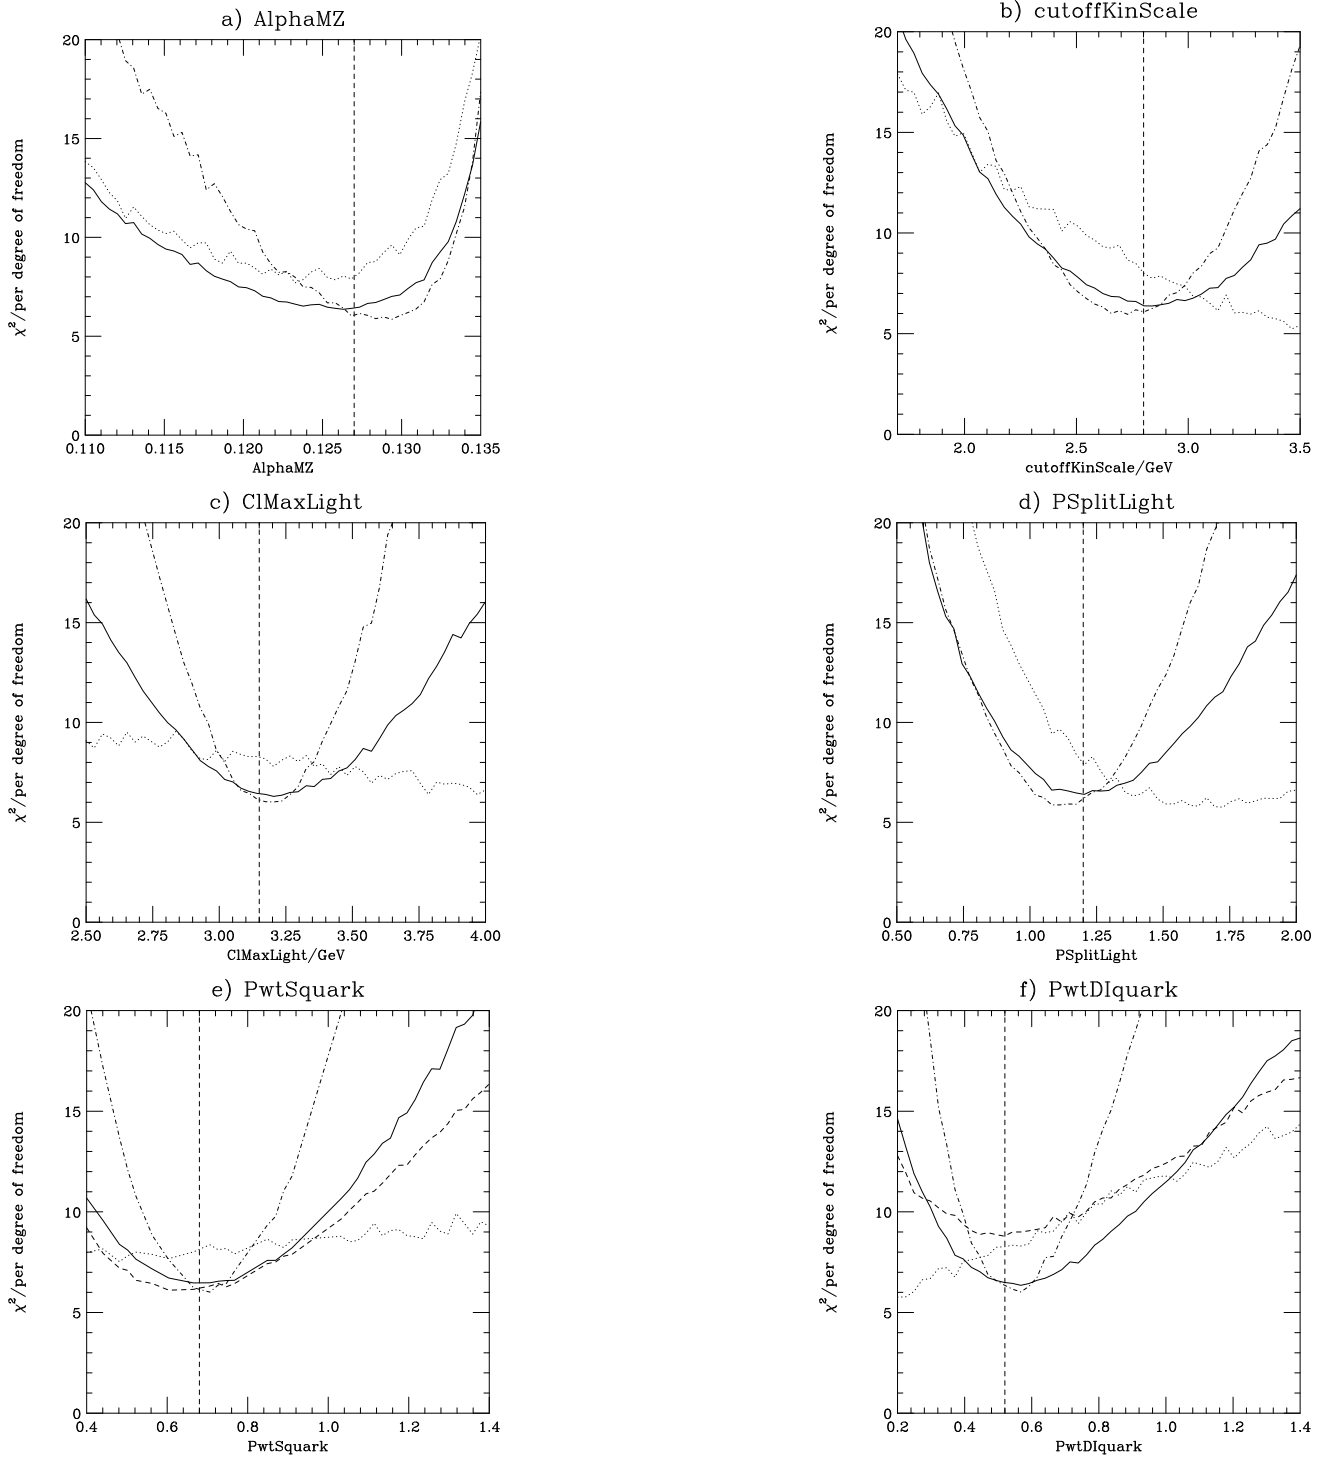 a) AlphaMZ
20
15
10
5
0
0.110 0.115 0.120 0.125 0.130 0.135
AlphaMZ
χ²/per degree of freedom
b) cutoffKinScale
20
15
10
5
0
2.0 2.5 3.0 3.5
cutoffKinScale/GeV
χ²/per degree of freedom
c) ClMaxLight
20
15
10
5
0
2.50 2.75 3.00 3.25 3.50 3.75 4.00
ClMaxLight/GeV
χ²/per degree of freedom
d) PSplitLight
20
15
10
5
0
0.50 0.75 1.00 1.25 1.50 1.75 2.00
PSplitLight
χ²/per degree of freedom
e) PwtSquark
20
15
10
5
0
0.4 0.6 0.8 1.0 1.2 1.4
PwtSquark
χ²/per degree of freedom
f) PwtDIquark
20
15
10
5
0
0.2 0.4 0.6 0.8 1.0 1.2 1.4
PwtDIquark
χ²/per degree of freedom